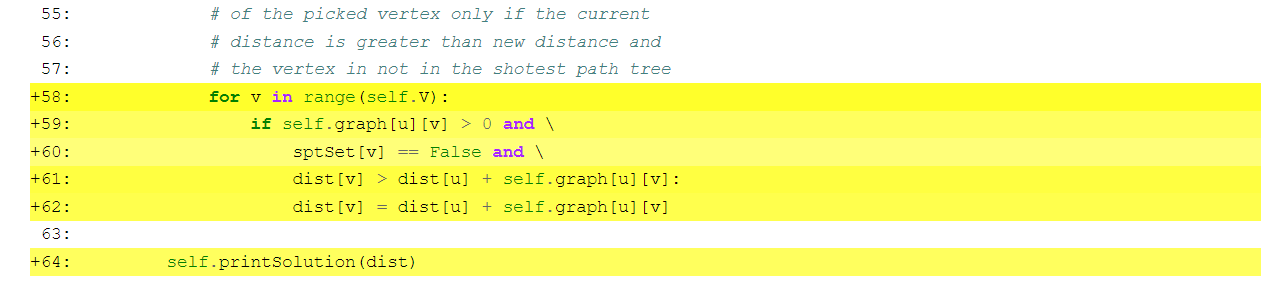 55: # of the picked vertex only if the current
56: # distance is greater than new distance and
57: # the vertex in not in the shotest path tree
+58: for v in range(self.V):
+59: if self.graph[u][v] > 0 and \
+60: sptSet[v] == False and \
+61: dist[v] > dist[u] + self.graph[u][v]:
+62: dist[v] = dist[u] + self.graph[u][v]
63:
+64: self.printSolution(dist)